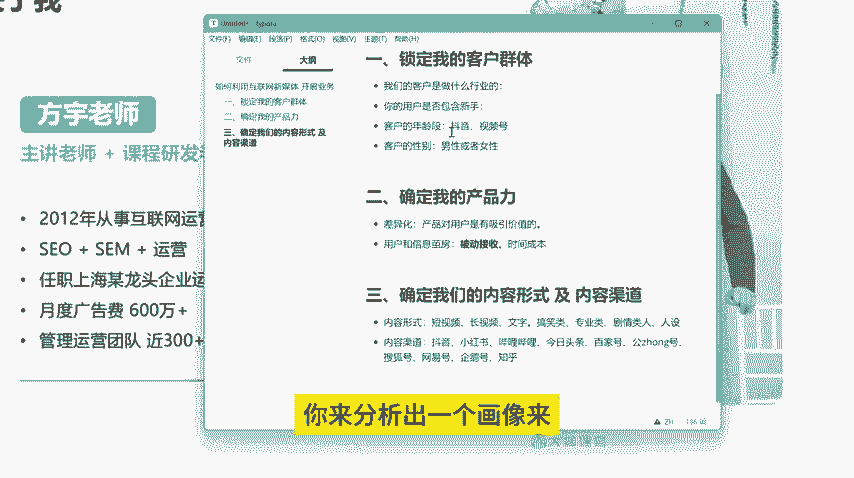 于我
方宇老师
主讲老师 + 课程研发
2012年从事互联网运营
SEO + SEM + 运营
任职上海某龙头企业运
月度广告费 600万+
管理运营团队 近300+
文件(F) 编辑(E) 段落(P) 格式(O) 视图(V) 主题(T) 帮助(H)
文件 大纲
如何利用互联网新媒体 开展业务
一、锁定我的客户群体
二、确定我的产品力
三、确定我们的内容形式 及
内容渠道
一、锁定我的客户群体
我们的客户是做什么行业的：
你的用户是否包含新手：
客户的年龄段：抖音、视频号
客户的性别：男性或者女性
二、确定我的产品力
差异化：产品对用户是有吸引价值的。
用户和信息茧房：被动接收。时间成本
三、确定我们的内容形式 及 内容渠道
内容形式：短视频、长视频、文字。搞笑类、专业类、剧情类人、人设
内容渠道：抖音、小红书、哔哩哔哩、今日头条、百家号、公zhong号、
搜狐号、网易号、企鹅号、知乎
你来分析出一个画像来